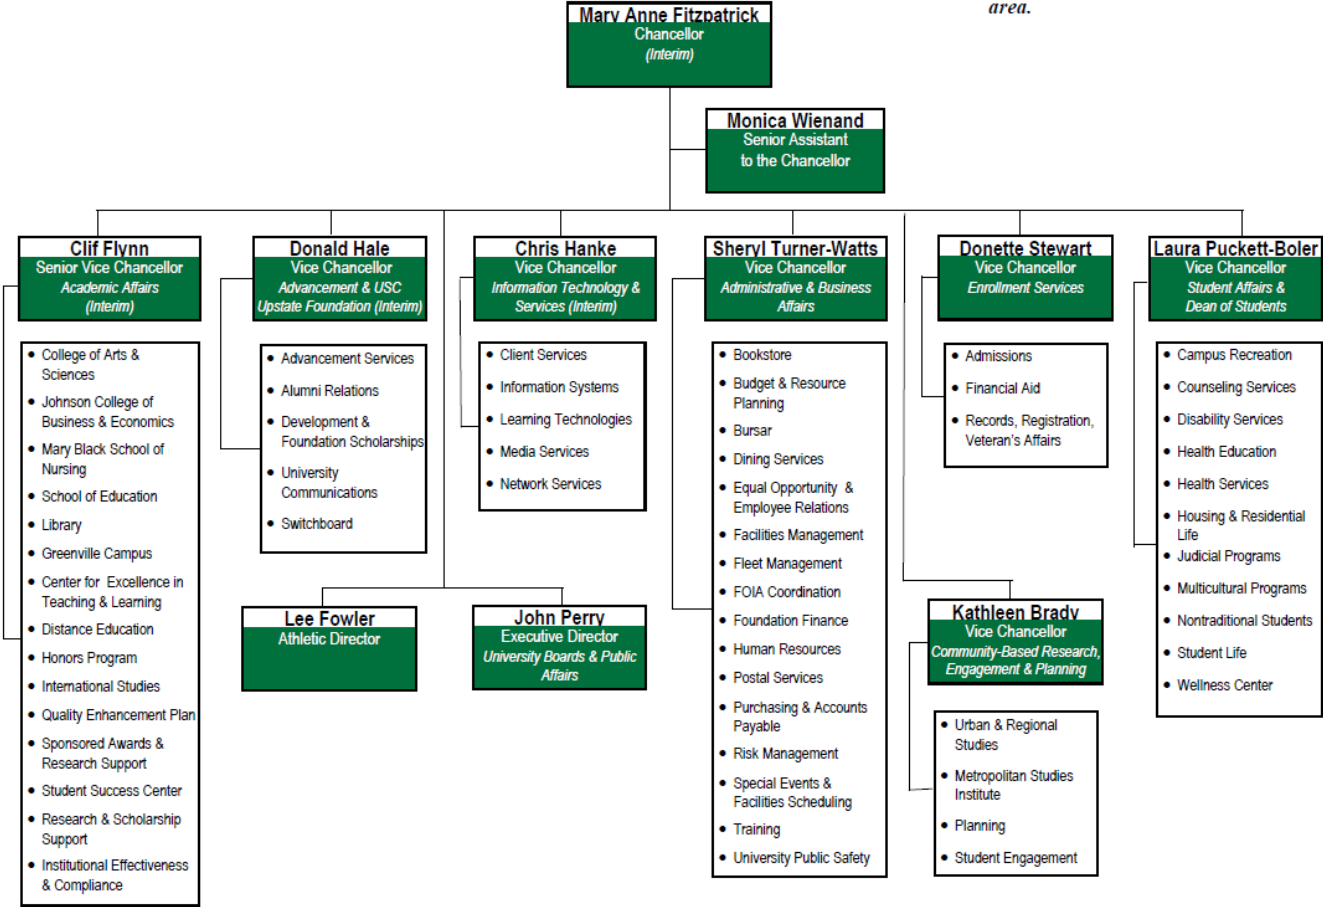 area.
Mary Anne Fitzpatrick
Chancellor
(Interim)
Monica Wienand
Senior Assistant
to the Chancellor
Clif Flynn
Senior Vice Chancellor
Academic Affairs
(Interim)
College of Arts &
Sciences
Johnson College of
Business & Economics
Mary Black School of
Nursing
School of Education
Library
Greenville Campus
Center for Excellence in
Teaching & Learning
Distance Education
Honors Program
International Studies
Quality Enhancement Plan
Sponsored Awards &
Research Support
Student Success Center
Research & Scholarship
Support
Institutional Effectiveness
& Compliance
Donald Hale
Vice Chancellor
Advancement & USC
Upstate Foundation (Interim)
Advancement Services
Alumni Relations
Development &
Foundation Scholarships
University
Communications
Switchboard
Chris Hanke
Vice Chancellor
Information Technology &
Services (Interim)
Client Services
Information Systems
Learning Technologies
Media Services
Network Services
Lee Fowler
Athletic Director
John Perry
Executive Director
University Boards & Public
Affairs
Sheryl Turner-Watts
Vice Chancellor
Administrative & Business
Affairs
Bookstore
Budget & Resource
Planning
Bursar
Dining Services
Equal Opportunity &
Employee Relations
Facilities Management
Fleet Management
FOIA Coordination
Foundation Finance
Human Resources
Postal Services
Purchasing & Accounts
Payable
Risk Management
Special Events &
Facilities Scheduling
Training
University Public Safety
Donette Stewart
Vice Chancellor
Enrollment Services
Admissions
Financial Aid
Records, Registration,
Veteran's Affairs
Kathleen Brady
Vice Chancellor
Community-Based Research,
Engagement & Planning
Urban & Regional
Studies
Metropolitan Studies
Institute
Planning
Student Engagement
Laura Puckett-Boler
Vice Chancellor
Student Affairs &
Dean of Students
Campus Recreation
Counseling Services
Disability Services
Health Education
Health Services
Housing & Residential
Life
Judicial Programs
Multicultural Programs
Nontraditional Students
Student Life
Wellness Center